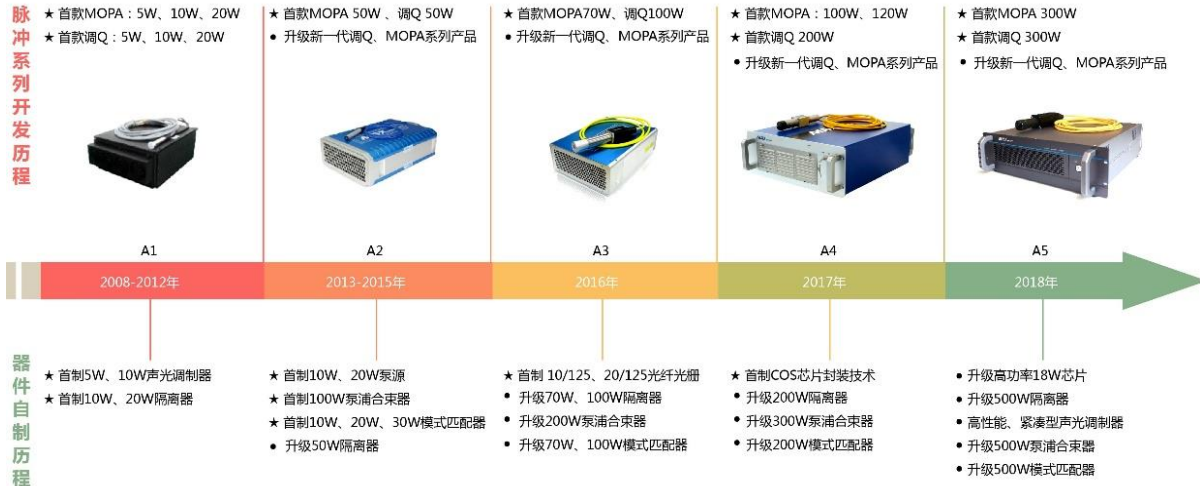 脉冲系列开发历程
★ 首款MOPA：5W、10W、20W
★ 首款调Q：5W、10W、20W
★ 首款MOPA 50W 、调Q 50W
• 升级新一代调Q、MOPA系列产品
★ 首款MOPA70W、调Q100W
• 升级新一代调Q、MOPA系列产品
★ 首款MOPA：100W、120W
★ 首款调Q 200W
• 升级新一代调Q、MOPA系列产品
★ 首款MOPA 300W
★ 首款调Q 300W
• 升级新一代调Q、MOPA系列产品
A1
A2
A3
A4
A5
2008-2012年
2013-2015年
2016年
2017年
2018年
器件自制历程
★ 首制5W、10W声光调制器
★ 首制10W、20W隔离器
★ 首制10W、20W泵源
★ 首制100W泵浦合束器
★ 首制10W、20W、30W模式匹配器
• 升级50W隔离器
★ 首制 10/125、20/125光纤光栅
• 升级70W、100W隔离器
• 升级200W泵浦合束器
• 升级70W、100W模式匹配器
★ 首制COS芯片封装技术
• 升级200W隔离器
• 升级300W泵浦合束器
• 升级200W模式匹配器
• 升级高功率18W芯片
• 升级500W隔离器
• 高性能、紧凑型声光调制器
• 升级500W泵浦合束器
• 升级500W模式匹配器